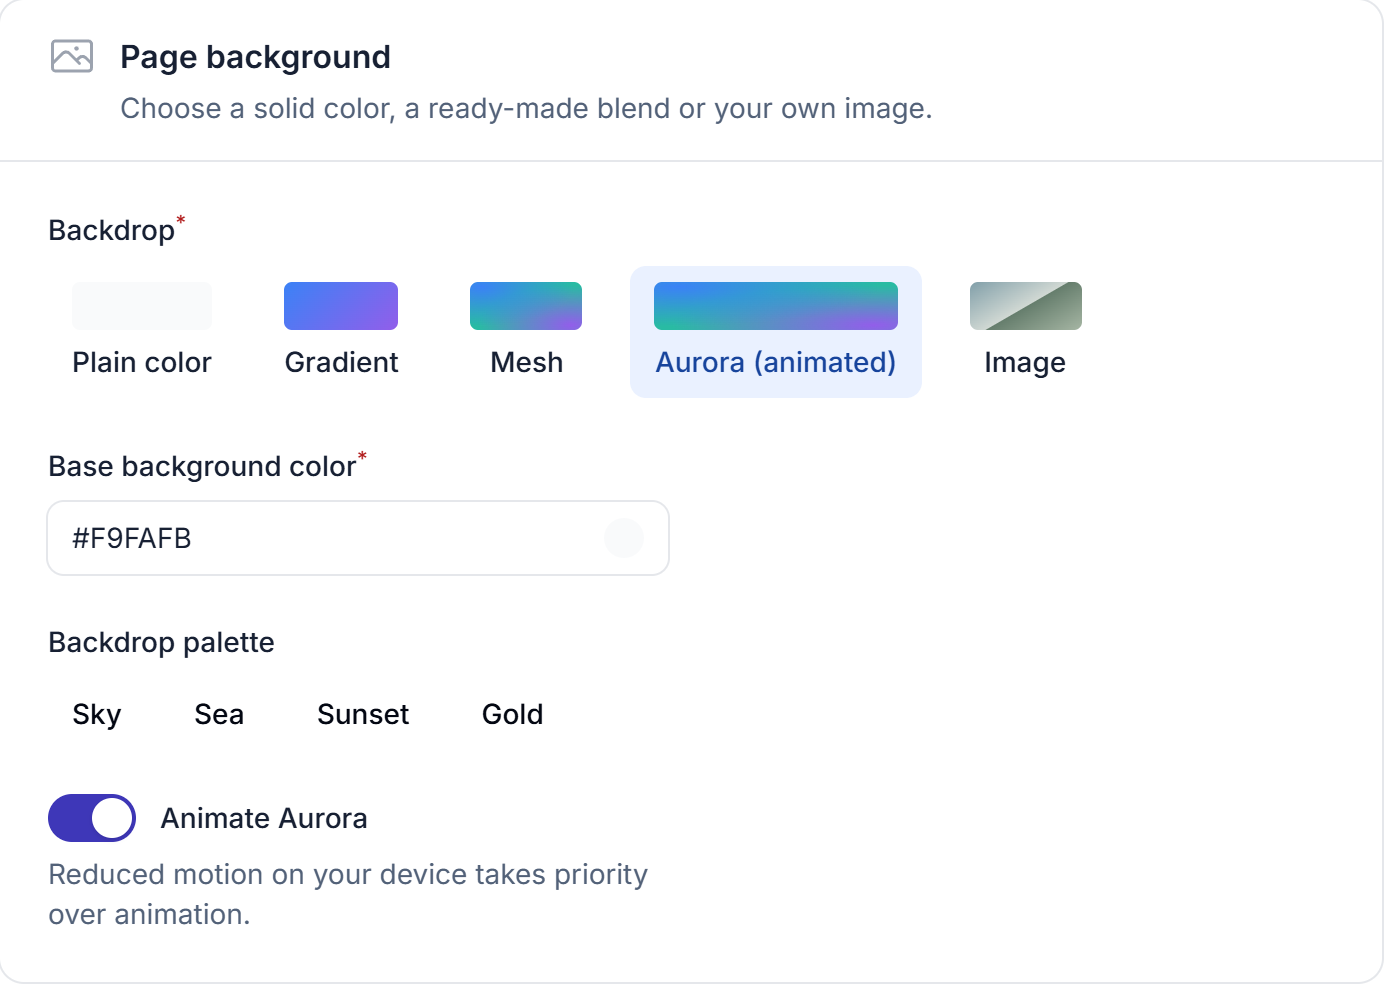 Page background
Choose a solid color, a ready-made blend or your own image.
Backdrop*
Plain color
Gradient
Mesh
Aurora (animated)
Image
Base background color*
#F9FAFB
Backdrop palette
Sky
Sea
Sunset
Gold
Animate Aurora
Reduced motion on your device takes priority
over animation.